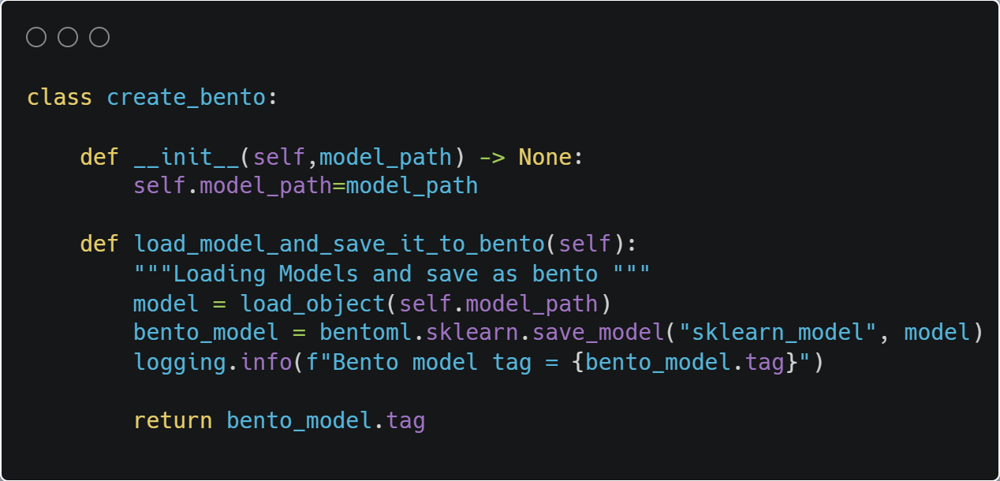 class create_bento:
    def __init__(self,model_path) -> None:
        self.model_path=model_path
    def load_model_and_save_it_to_bento(self):
        """Loading Models and save as bento """
        model = load_object(self.model_path)
        bento_model = bentoml.sklearn.save_model("sklearn_model", model)
        logging.info(f"Bento model tag = {bento_model.tag}")
        return bento_model.tag